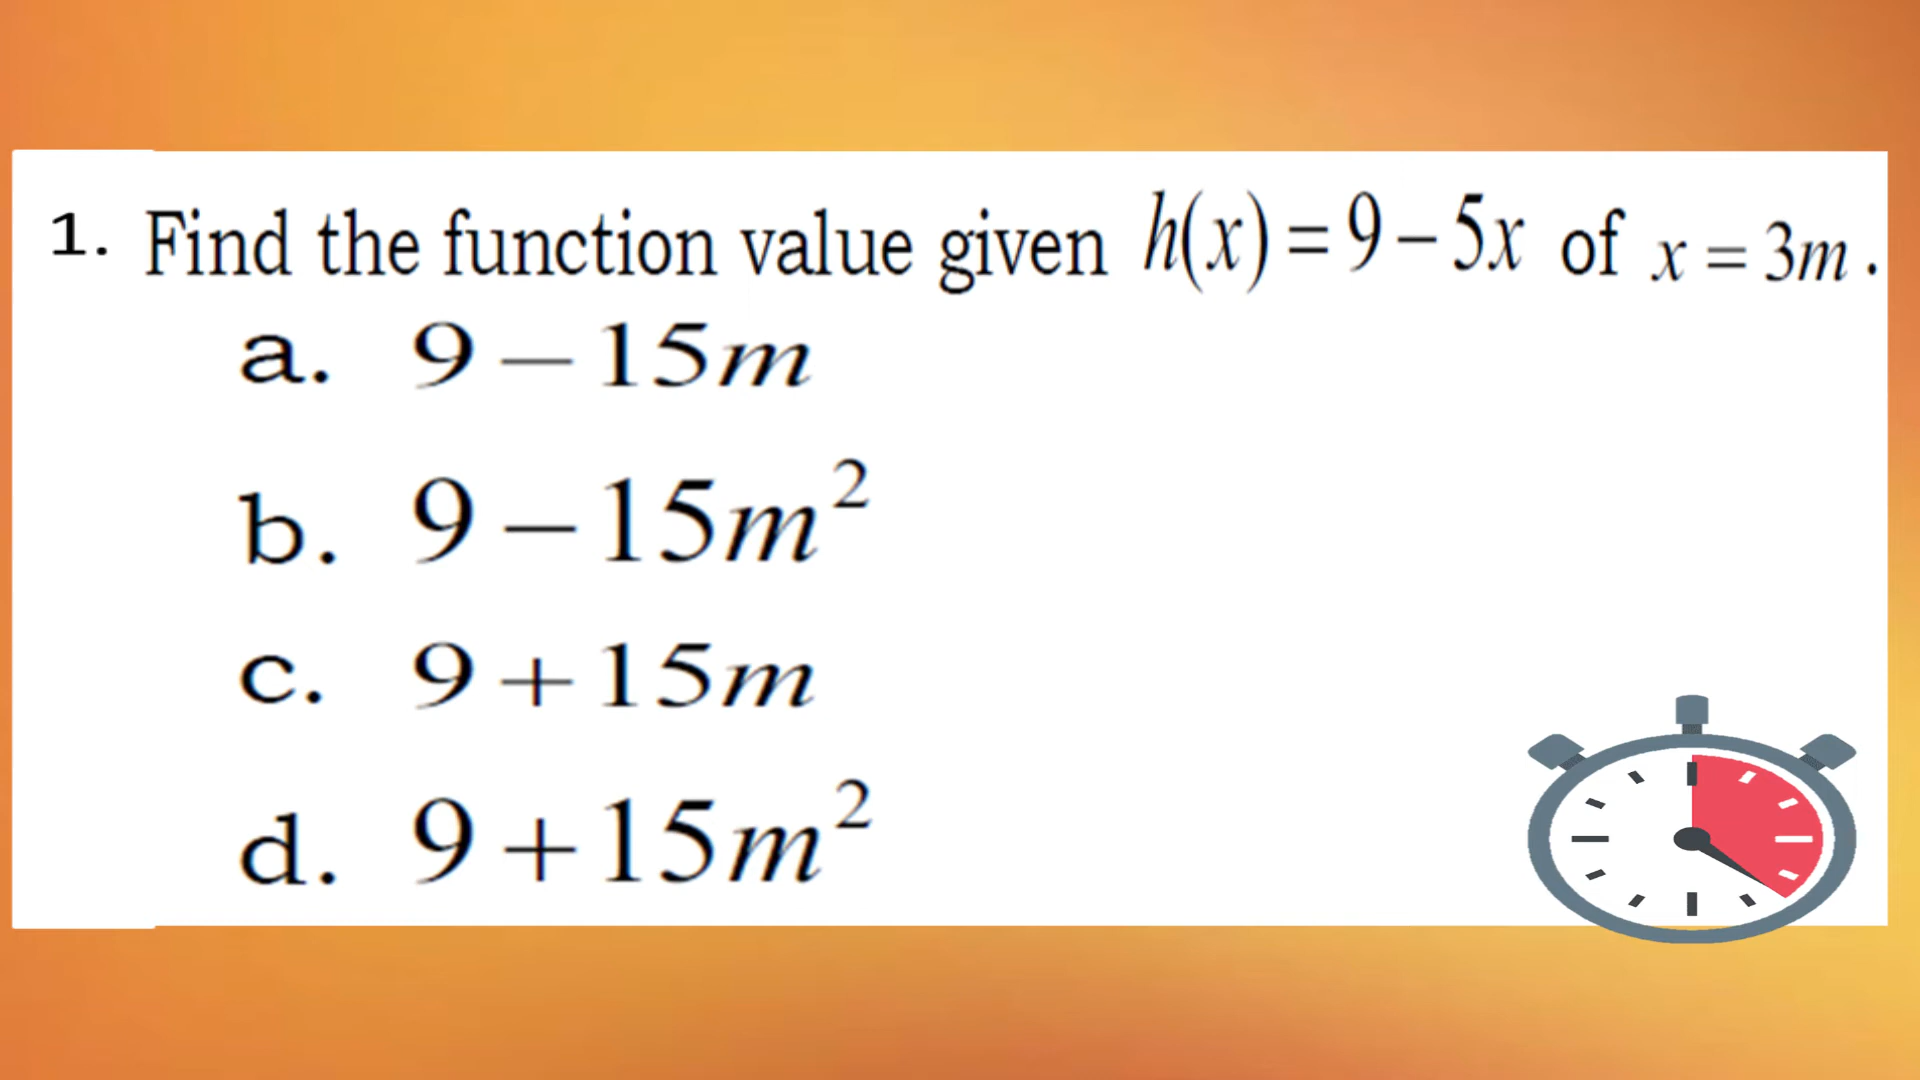 1. Find the function value given h(x) = 9 − 5x of x = 3m.
a. 9 − 15m
b. 9 − 15m²
c. 9 + 15m
d. 9 + 15m²